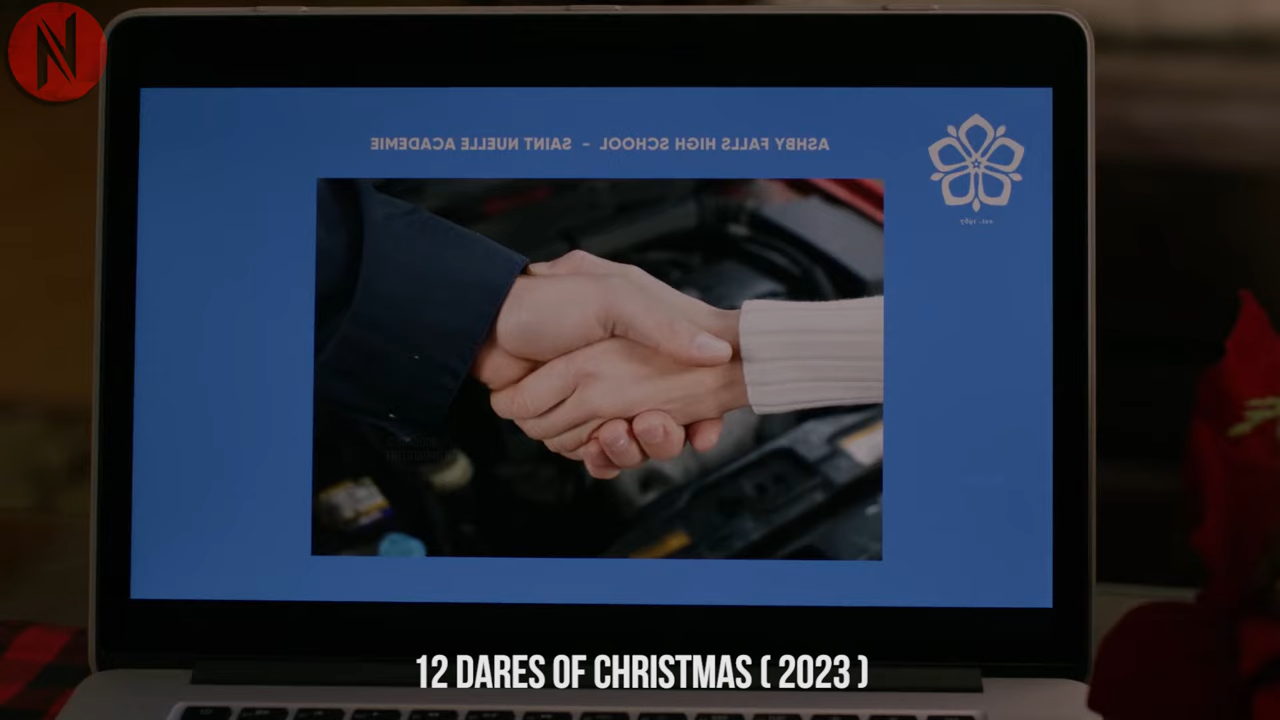 ASHBY FALLS HIGH SCHOOL - SAINT NUELLE ACADEMIE
12 DARES OF CHRISTMAS ( 2023 )